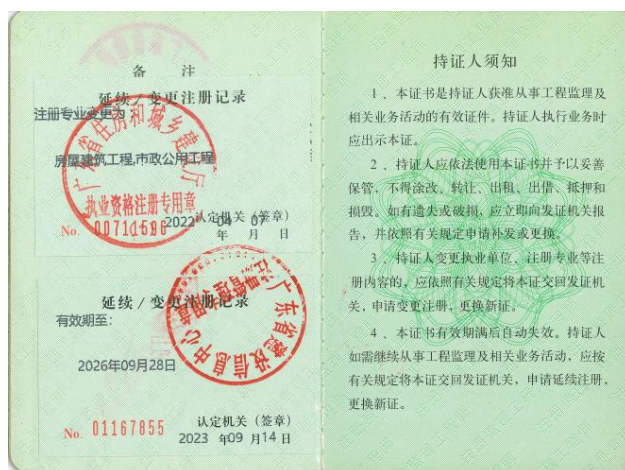 备 注
延续/变更注册记录
注册专业变更为
房屋建筑工程,市政公用工程
广东省住房和城乡建设厅
执业资格注册专用章
认定机关（签章）
No. 00711596 2022 年 04 月 07 日
延续/变更注册记录
有效期至：
2026年09月28日
认定机关（签章）
No. 01167855 2023 年09 月14 日
广东省建设信息中心
持证人须知
1、本证书是持证人获准从事工程监理及
相关业务活动的有效证件。持证人执行业务时
应出示本证。
2、持证人应依法使用本证书并予以妥善
保管，不得涂改、转让、出租、出借、抵押和
损毁。如有遗失或破损，应立即向发证机关报
告，并依照有关规定申请补发或更换。
3、持证人变更执业单位、注册专业等注
册内容的，应依照有关规定将本证交回发证机
关，申请变更注册，更换新证。
4、本证书有效期满后自动失效。持证人
如需继续从事工程监理及相关业务活动，应按
有关规定将本证交回发证机关，申请延续注册，
更换新证。